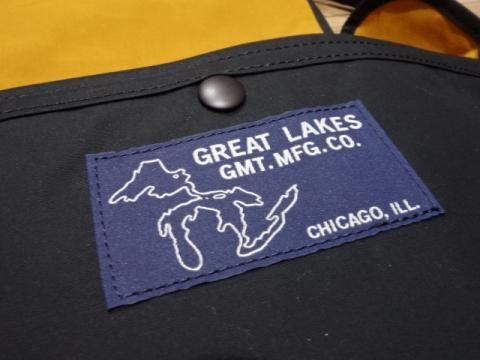 GREAT LAKES
GMT.MFG.CO.
CHICAGO, ILL.